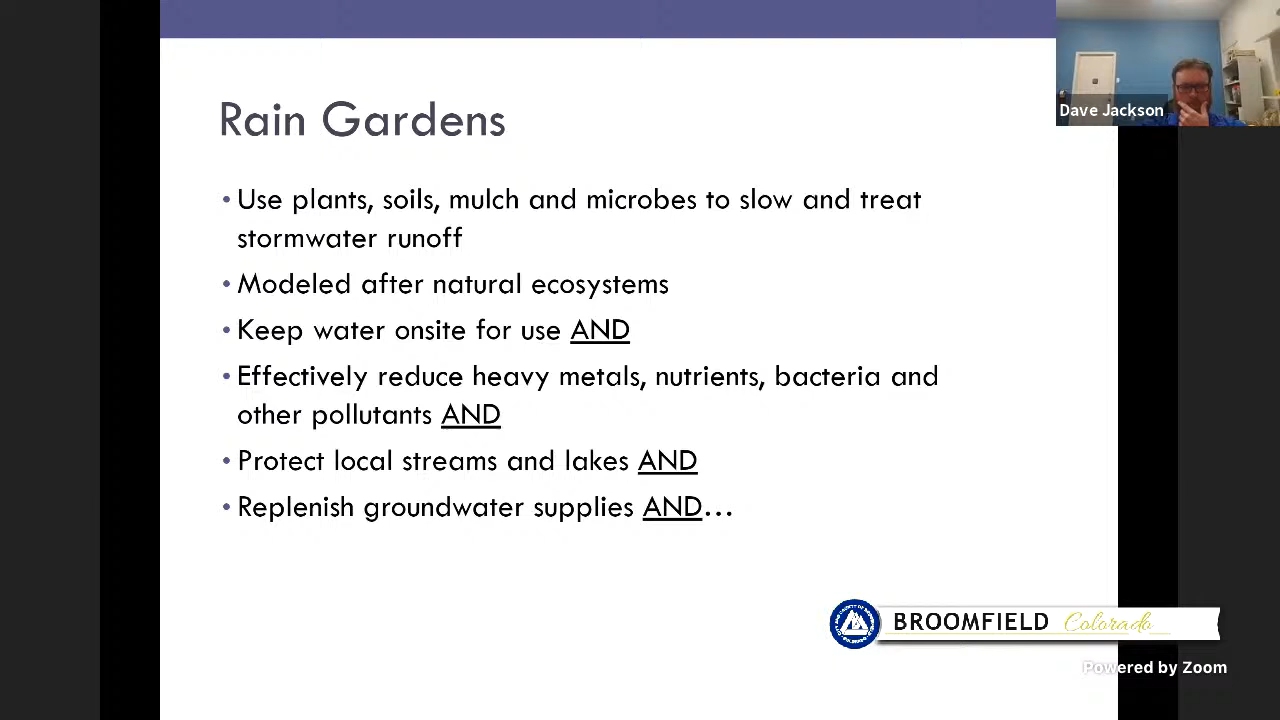 Dave Jackson
Rain Gardens
• Use plants, soils, mulch and microbes to slow and treat
stormwater runoff
• Modeled after natural ecosystems
• Keep water onsite for use AND
• Effectively reduce heavy metals, nutrients, bacteria and
other pollutants AND
• Protect local streams and lakes AND
• Replenish groundwater supplies AND...
BROOMFIELD Colorado
Powered by Zoom